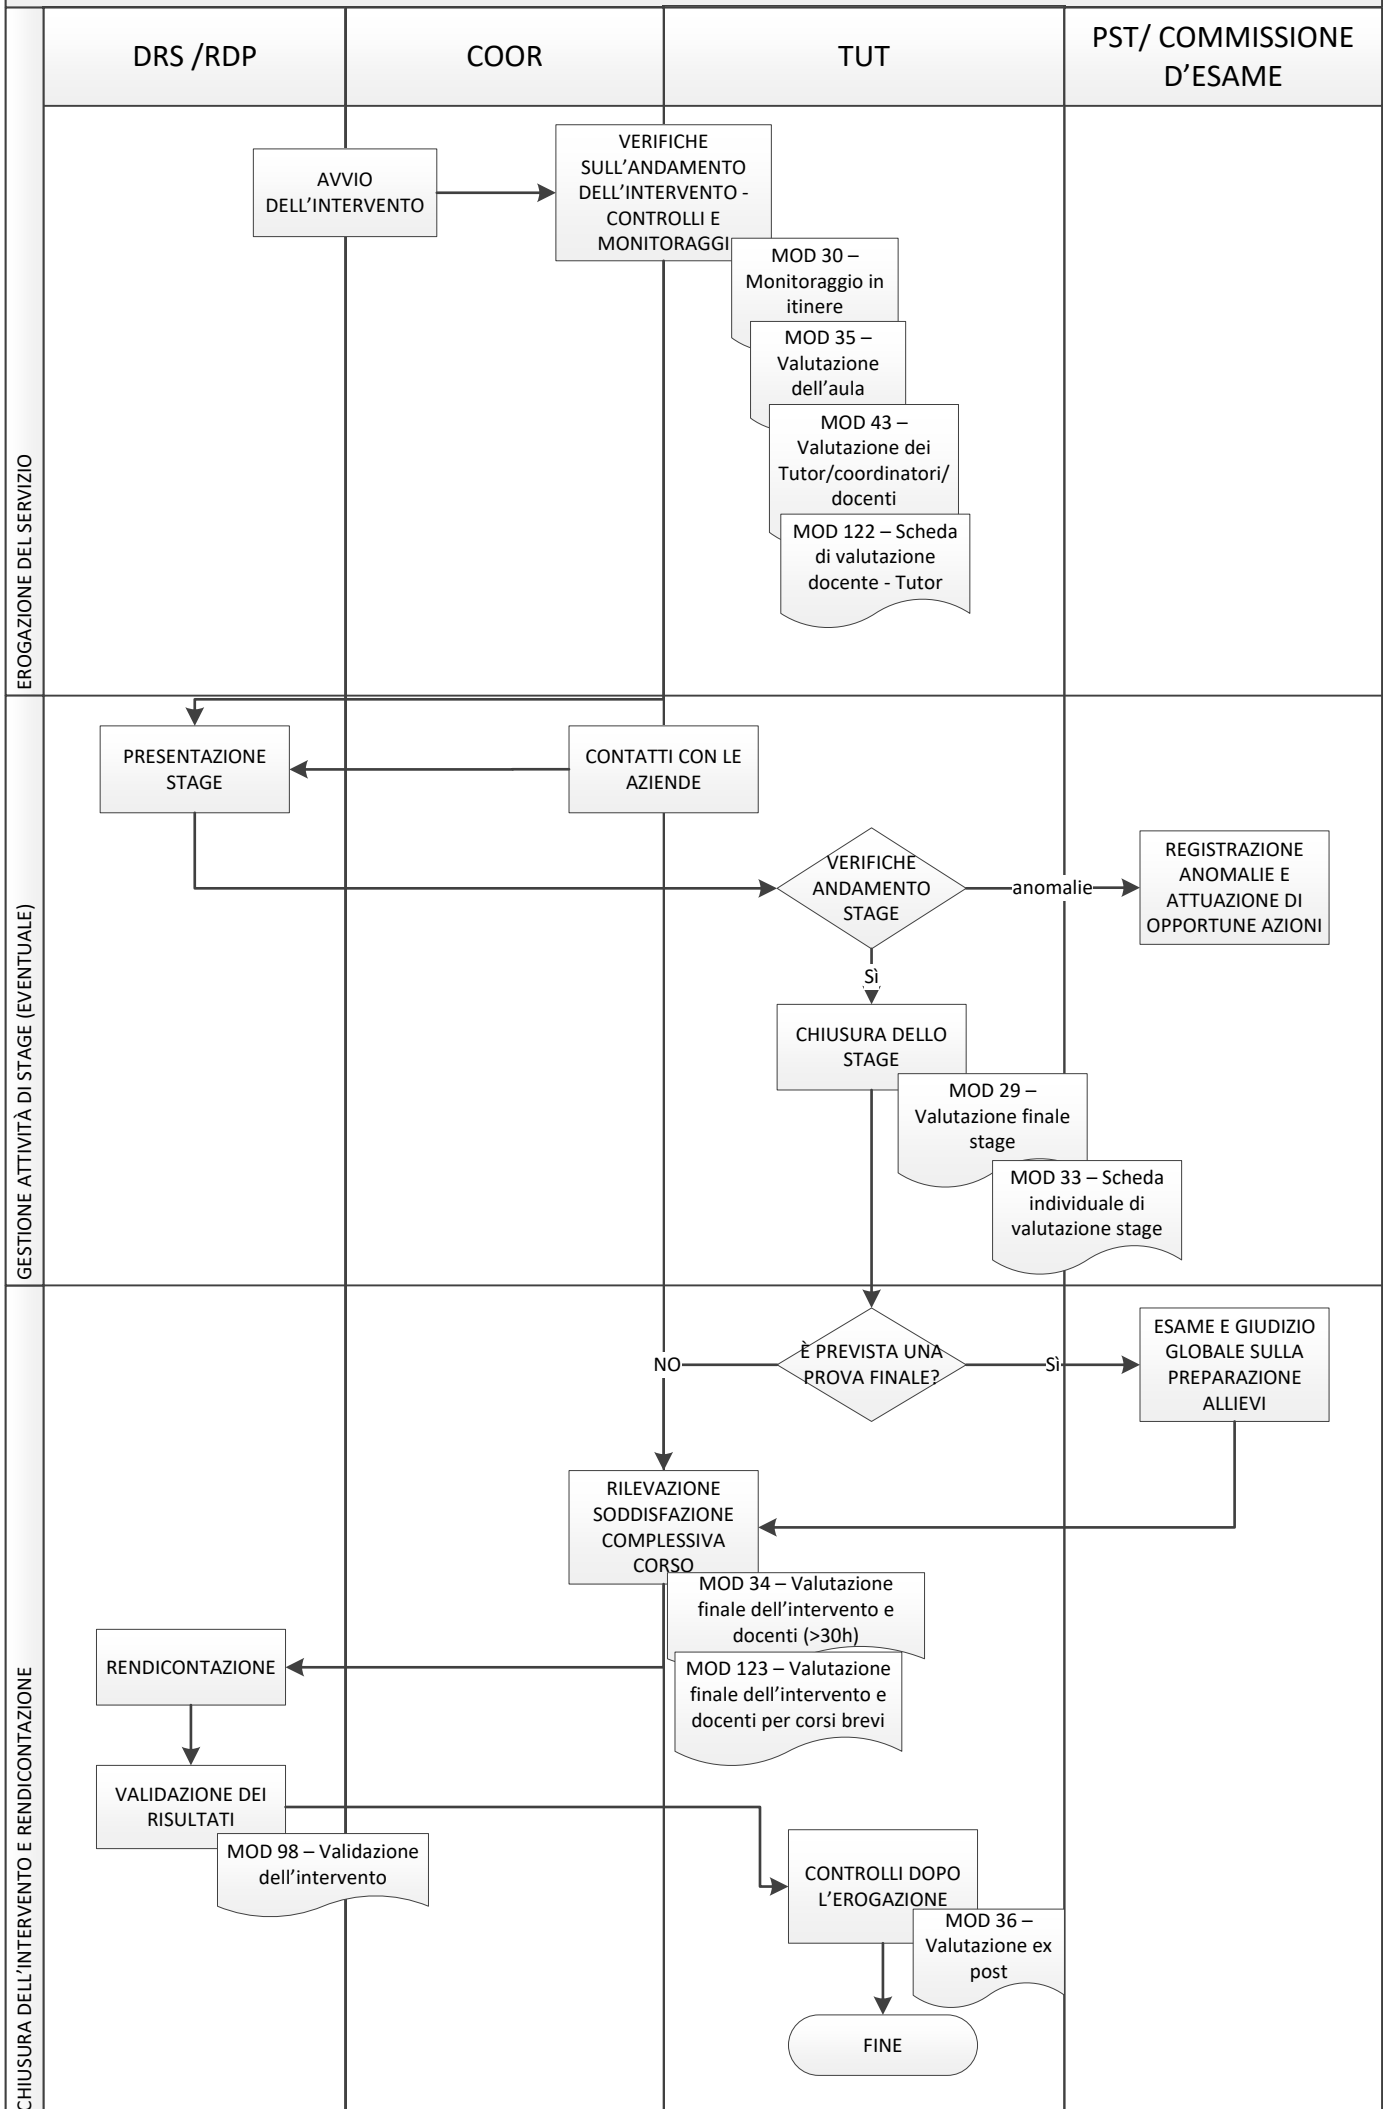 DRS /RDP
COOR
TUT
PST/ COMMISSIONE
D’ESAME
EROGAZIONE DEL SERVIZIO
AVVIO
DELL’INTERVENTO
VERIFICHE
SULL’ANDAMENTO
DELL’INTERVENTO -
CONTROLLI E
MONITORAGGI
MOD 30 –
Monitoraggio in
itinere
MOD 35 –
Valutazione
dell’aula
MOD 43 –
Valutazione dei
Tutor/coordinatori/
docenti
MOD 122 – Scheda
di valutazione
docente - Tutor
GESTIONE ATTIVITÀ DI STAGE (EVENTUALE)
PRESENTAZIONE
STAGE
CONTATTI CON LE
AZIENDE
VERIFICHE
ANDAMENTO
STAGE
anomalie
REGISTRAZIONE
ANOMALIE E
ATTUAZIONE DI
OPPORTUNE AZIONI
Sì
CHIUSURA DELLO
STAGE
MOD 29 –
Valutazione finale
stage
MOD 33 – Scheda
individuale di
valutazione stage
CHIUSURA DELL’INTERVENTO E RENDICONTAZIONE
È PREVISTA UNA
PROVA FINALE?
NO
Sì
ESAME E GIUDIZIO
GLOBALE SULLA
PREPARAZIONE
ALLIEVI
RILEVAZIONE
SODDISFAZIONE
COMPLESSIVA
CORSO
MOD 34 – Valutazione
finale dell’intervento e
docenti (>30h)
MOD 123 – Valutazione
finale dell’intervento e
docenti per corsi brevi
RENDICONTAZIONE
VALIDAZIONE DEI
RISULTATI
MOD 98 – Validazione
dell’intervento
CONTROLLI DOPO
L’EROGAZIONE
MOD 36 –
Valutazione ex
post
FINE